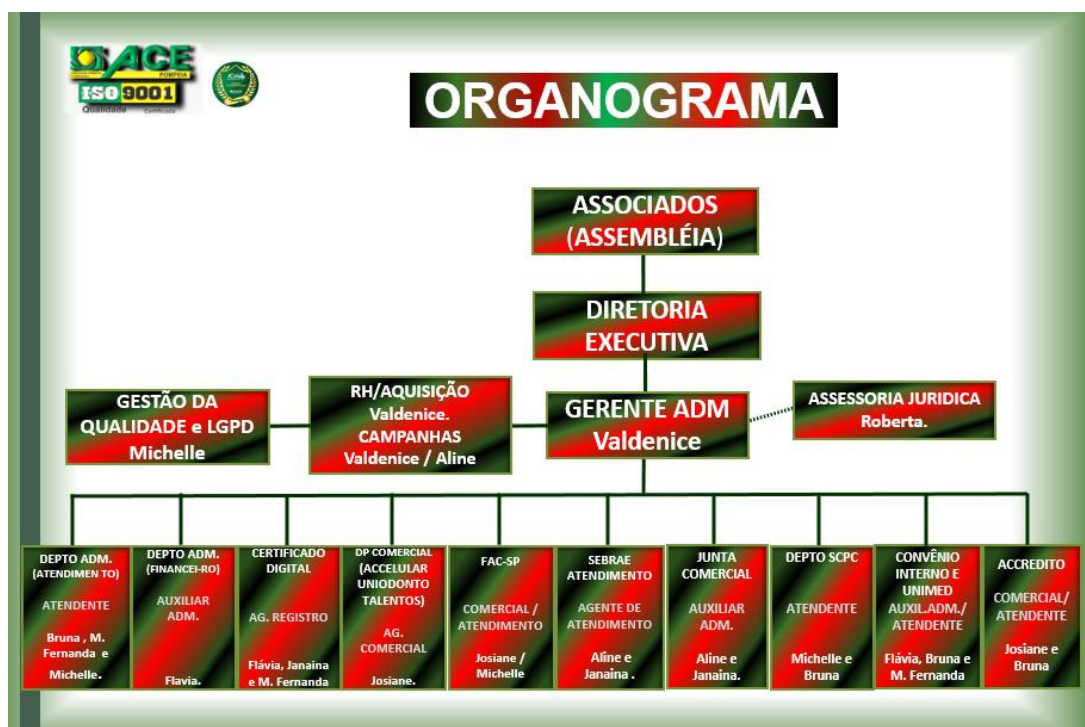 ACE
POMPEIA
ISO 9001
Qualidade Certificada
ORGANOGRAMA
ASSOCIADOS
(ASSEMBLÉIA)
DIRETORIA
EXECUTIVA
GESTÃO DA
QUALIDADE e LGPD
Michelle
RH/AQUISIÇÃO
Valdenice.
CAMPANHAS
Valdenice / Aline
GERENTE ADM
Valdenice
ASSESSORIA JURIDICA
Roberta.
DEPTO ADM.
(ATENDIMEN TO)
ATENDENTE
Bruna , M.
Fernanda e
Michelle.
DEPTO ADM.
(FINANCEI-RO)
AUXILIAR
ADM.
Flavia.
CERTIFICADO
DIGITAL
AG. REGISTRO
Flávia, Janaina
e M. Fernanda
DP COMERCIAL
(ACCELULAR
UNIODONTO
TALENTOS)
AG.
COMERCIAL
Josiane.
FAC-SP
COMERCIAL /
ATENDIMENTO
Josiane /
Michelle
SEBRAE
ATENDIMENTO
AGENTE DE
ATENDIMENTO
Aline e
Janaina .
JUNTA
COMERCIAL
AUXILIAR
ADM.
Aline e
Janaina.
DEPTO SCPC
ATENDENTE
Michelle e
Bruna
CONVÊNIO
INTERNO E
UNIMED
AUXIL.ADM./
ATENDENTE
Flávia, Bruna e
M. Fernanda
ACCREDITO
COMERCIAL/
ATENDENTE
Josiane e
Bruna